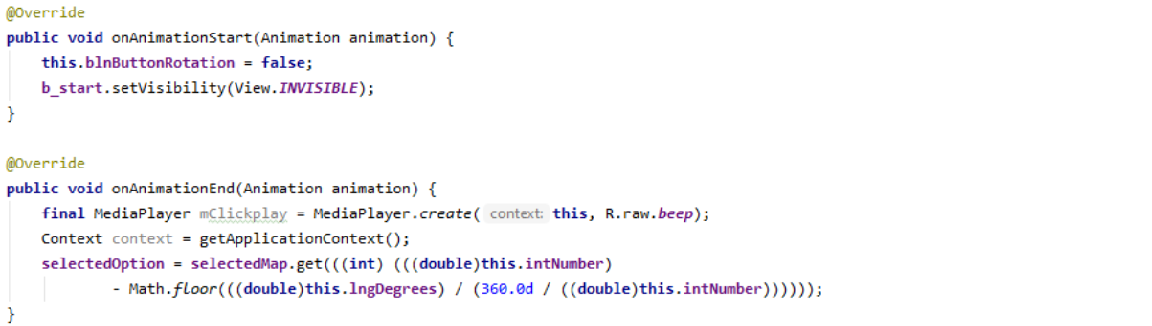 @Override
public void onAnimationStart(Animation animation) {
    this.blnButtonRotation = false;
    b_start.setVisibility(View.INVISIBLE);
}

@Override
public void onAnimationEnd(Animation animation) {
    final MediaPlayer mClickplay = MediaPlayer.create( context: this, R.raw.beep);
    Context context = getApplicationContext();
    selectedOption = selectedMap.get(((int) (((double)this.intNumber)
            - Math.floor(((double)this.lngDegrees) / (360.0d / ((double)this.intNumber))))));
}